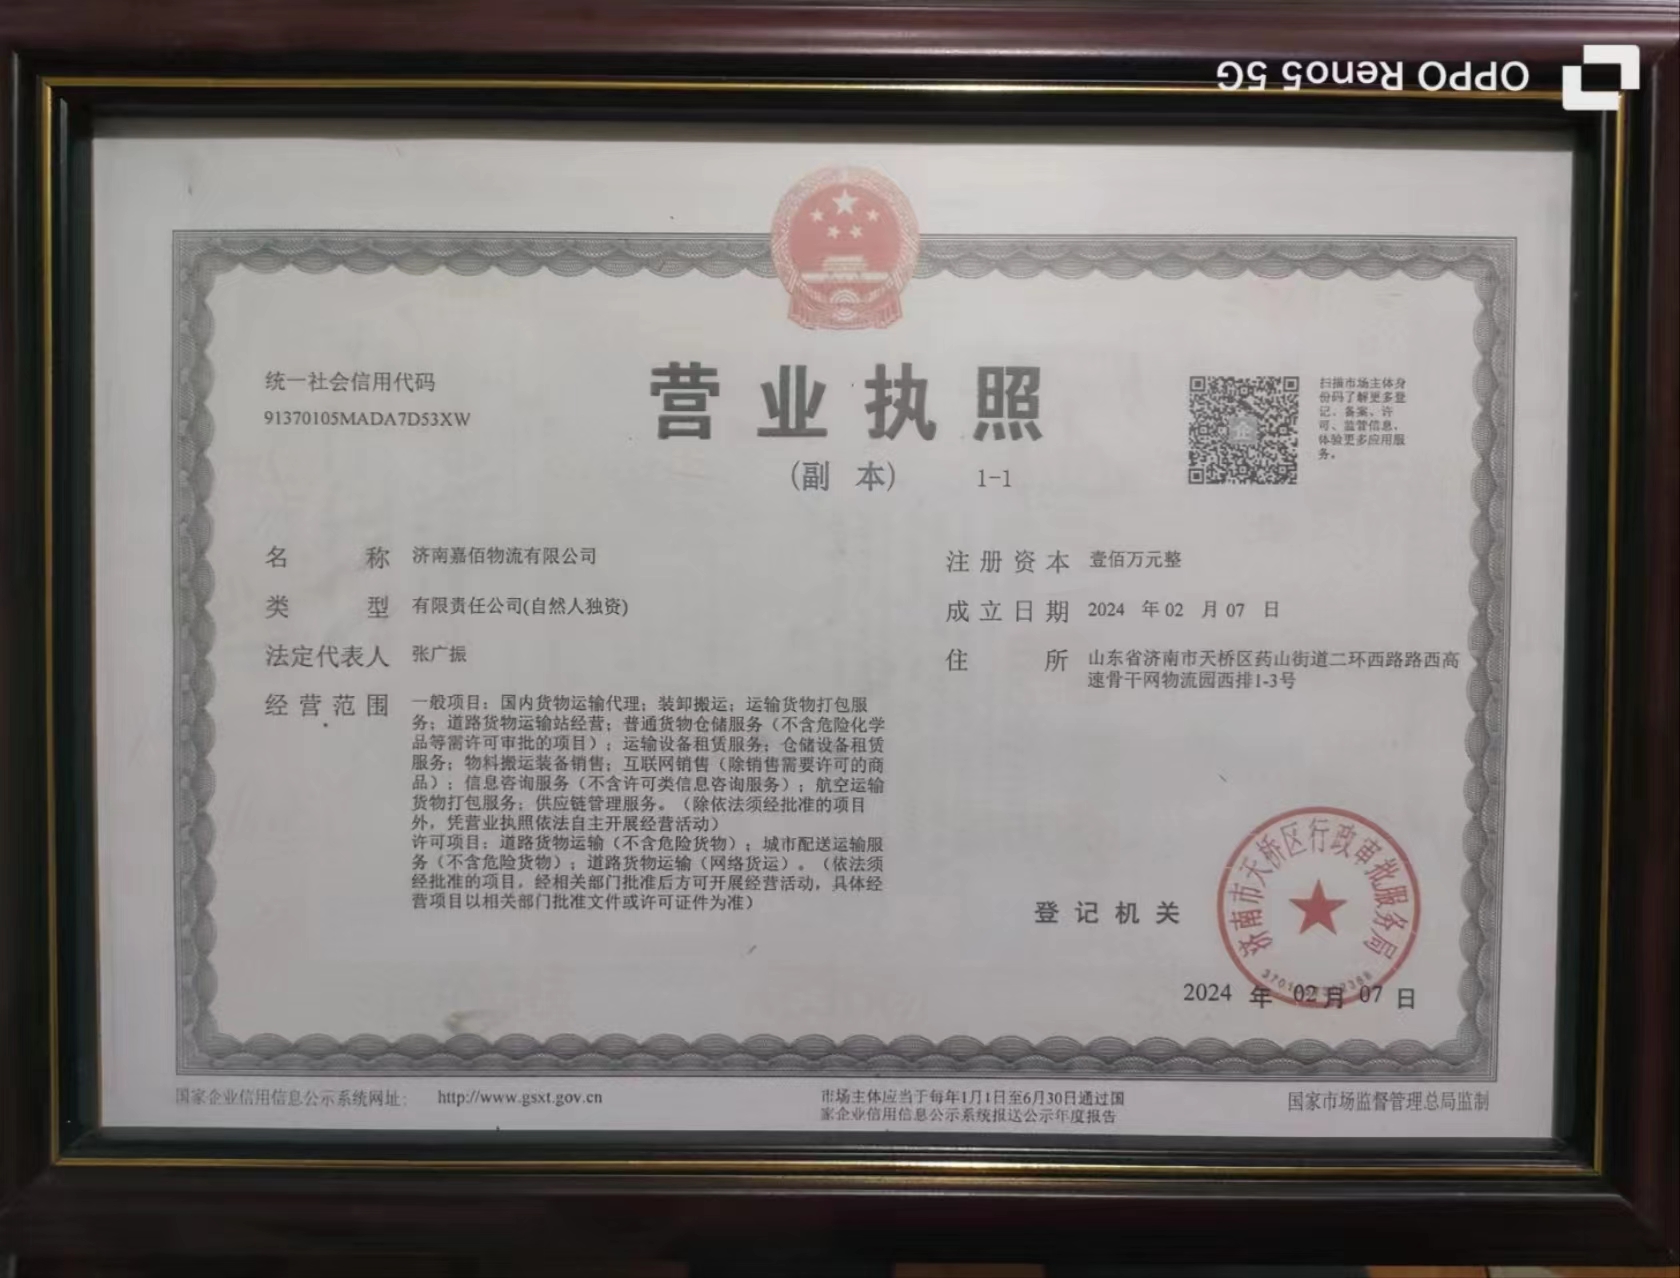 OPPO Reno5 5G
统一社会信用代码
91370105MADA7D53XW
营业执照
(副 本) 1-1
扫描市场主体身
份码了解更多登
记、备案、许
可、监管信息，
体验更多应用服
务。
名 称 济南嘉佰物流有限公司
类 型 有限责任公司(自然人独资)
法定代表人 张广振
经营范围 一般项目：国内货物运输代理；装卸搬运；运输货物打包服
务；道路货物运输站经营；普通货物仓储服务（不含危险化学
品等需许可审批的项目）；运输设备租赁服务；仓储设备租赁
服务；物料搬运装备销售；互联网销售（除销售需要许可的商
品）；信息咨询服务（不含许可类信息咨询服务）；航空运输
货物打包服务；供应链管理服务。（除依法须经批准的项目
外，凭营业执照依法自主开展经营活动）
许可项目：道路货物运输（不含危险货物）；城市配送运输服
务（不含危险货物）；道路货物运输（网络货运）。（依法须
经批准的项目，经相关部门批准后方可开展经营活动，具体经
营项目以相关部门批准文件或许可证件为准）
注册资本 壹佰万元整
成立日期 2024 年 02 月 07 日
住 所 山东省济南市天桥区药山街道二环西路路西高
速骨干网物流园西排1-3号
登记机关
济南市天桥区行政审批服务局
2024 年 02 月 07 日
国家企业信用信息公示系统网址： http://www.gsxt.gov.cn
市场主体应当于每年1月1日至6月30日通过国
家企业信用信息公示系统报送公示年度报告
国家市场监督管理总局监制